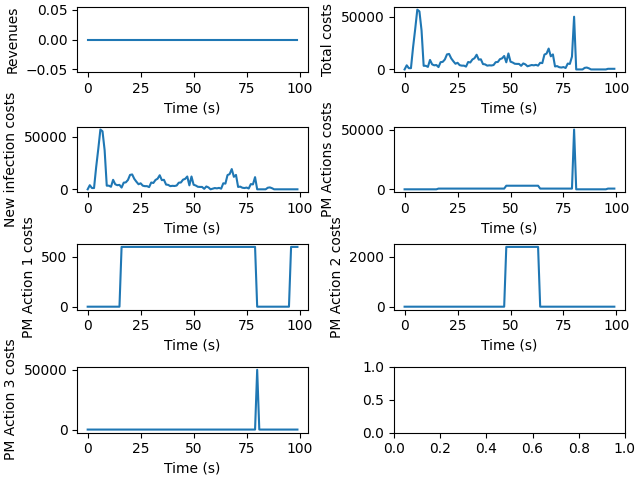 Revenues
0.05
0.00
−0.05
0 25 50 75 100
Time (s)
Total costs
50000
0
0 25 50 75 100
Time (s)
New infection costs
50000
0
0 25 50 75 100
Time (s)
PM Actions costs
50000
0
0 25 50 75 100
Time (s)
PM Action 1 costs
500
0
0 25 50 75 100
Time (s)
PM Action 2 costs
2000
0
0 25 50 75 100
Time (s)
PM Action 3 costs
50000
0
0 25 50 75 100
Time (s)
1.0
0.5
0.0
0.0 0.2 0.4 0.6 0.8 1.0